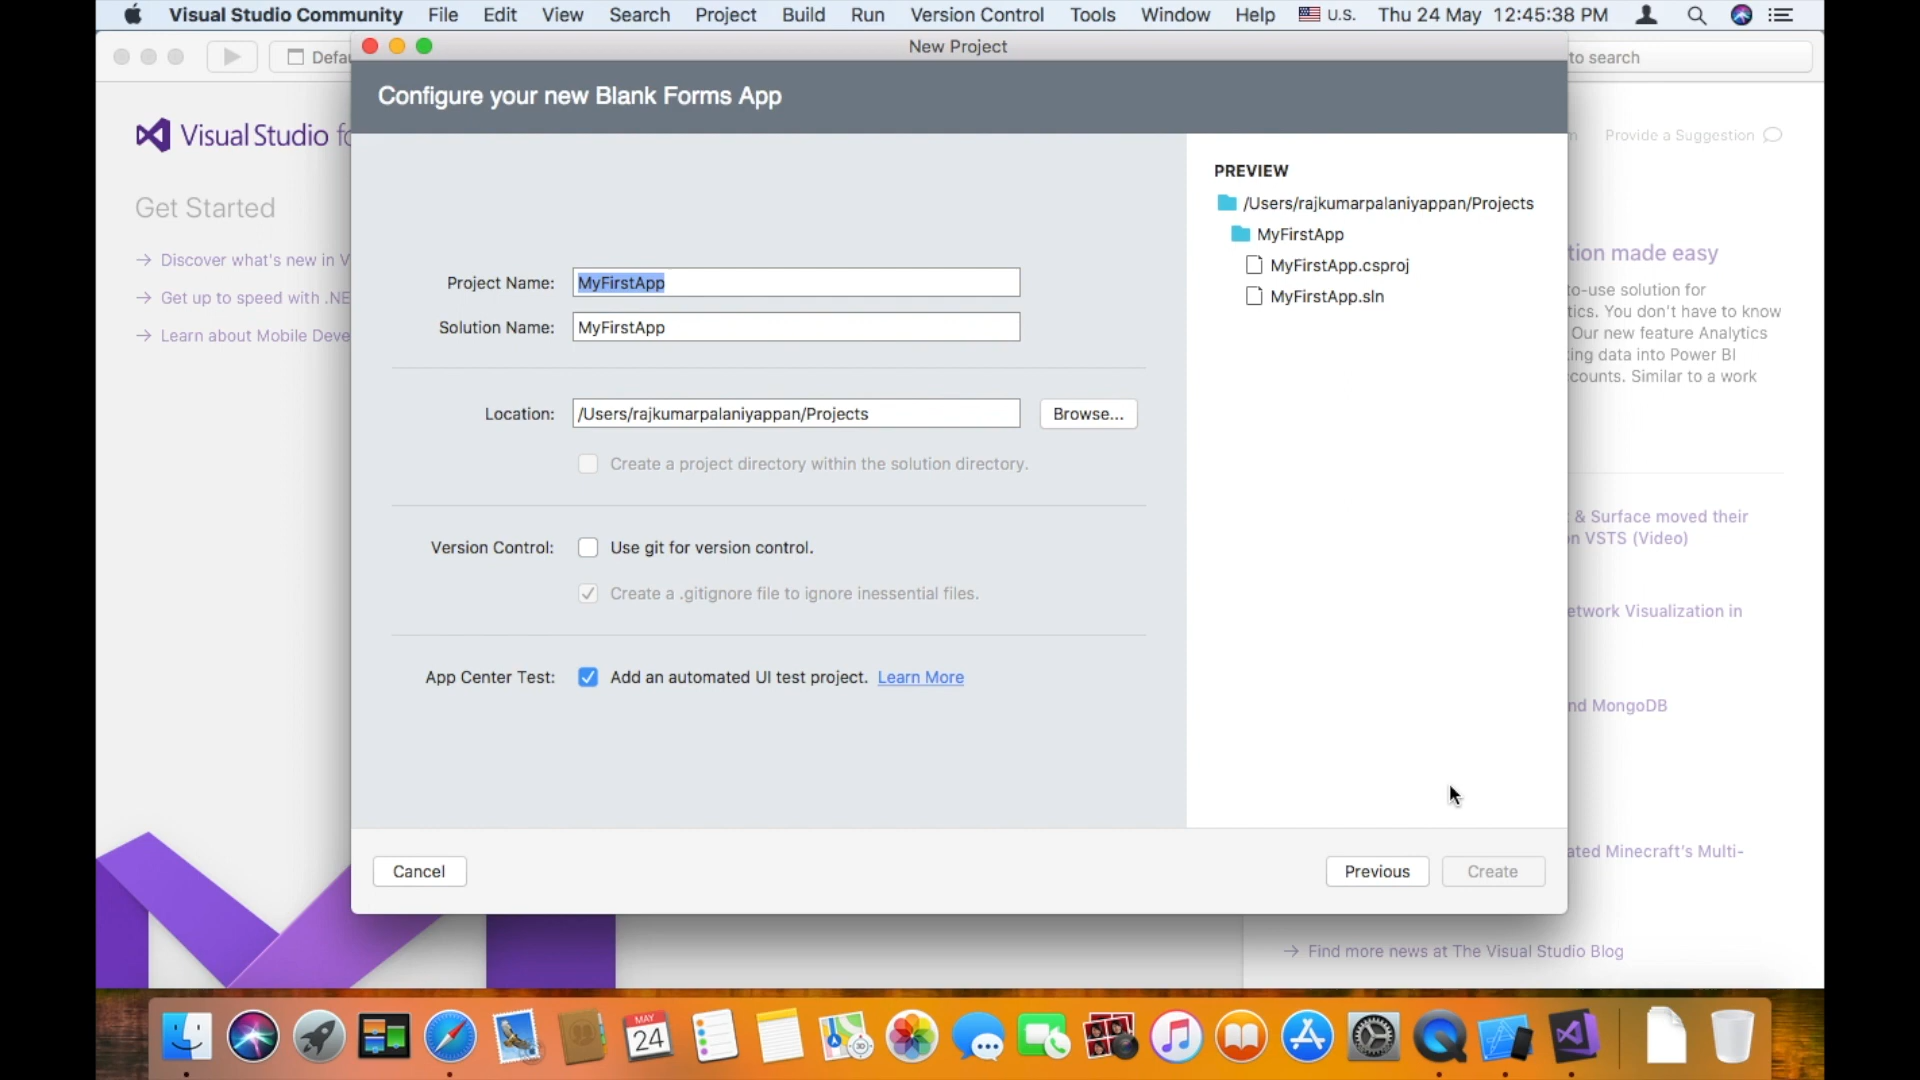 Visual Studio Community File Edit View Search Project Build Run Version Control Tools Window Help U.S. Thu 24 May 12:45:38 PM
New Project
to search
Configure your new Blank Forms App
Visual Studio
Provide a Suggestion
Get Started
Discover what's new in V
Get up to speed with .NE
Learn about Mobile Deve
Project Name: MyFirstApp
Solution Name: MyFirstApp
Location: /Users/rajkumarpalaniyappan/Projects Browse...
Create a project directory within the solution directory.
Version Control: Use git for version control.
Create a .gitignore file to ignore inessential files.
App Center Test: Add an automated UI test project. Learn More
PREVIEW
/Users/rajkumarpalaniyappan/Projects
MyFirstApp
MyFirstApp.csproj
MyFirstApp.sln
tion made easy
to-use solution for
tics. You don't have to know
Our new feature Analytics
ing data into Power BI
counts. Similar to a work
& Surface moved their
on VSTS (Video)
etwork Visualization in
nd MongoDB
ated Minecraft's Multi-
Cancel Previous Create
Find more news at The Visual Studio Blog
MAY
24
3D